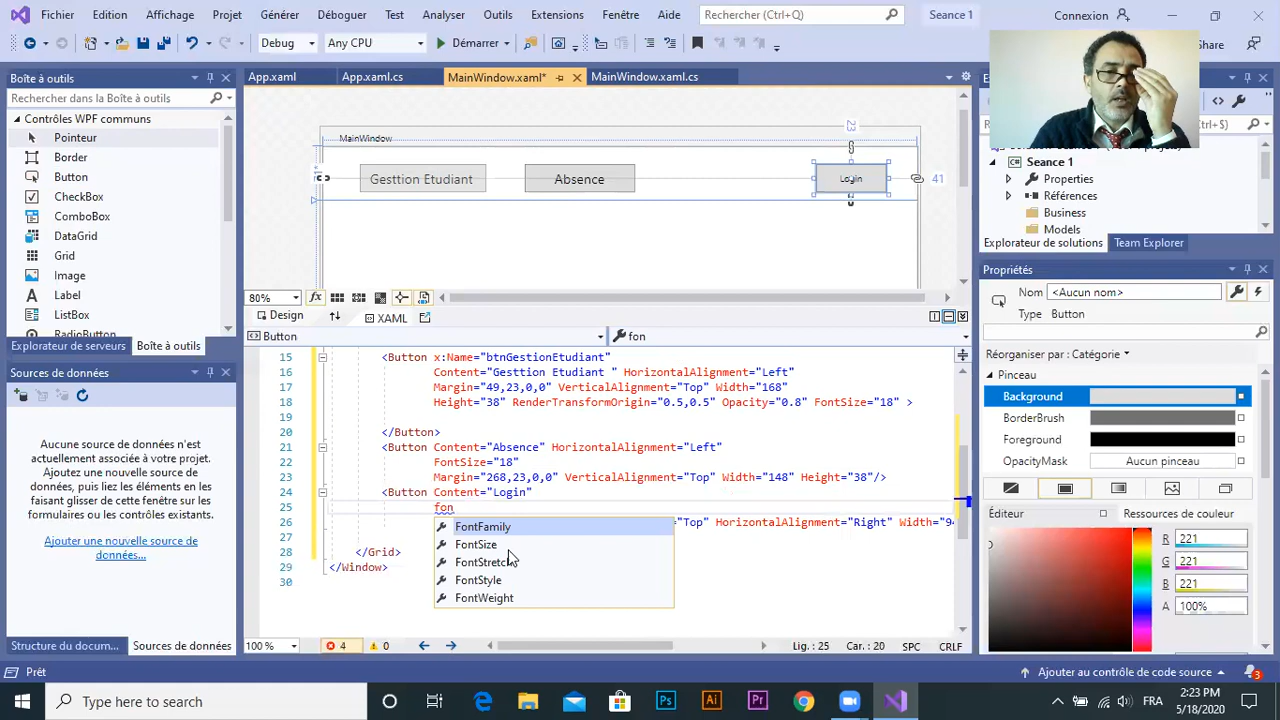 Fichier Edition Affichage Projet Générer Déboguer Test Analyser Outils Extensions Fenêtre Aide Rechercher (Ctrl+Q) Seance 1 Connexion
Debug Any CPU Démarrer Share
Boîte à outils
Rechercher dans la Boîte à outils
Contrôles WPF communs
Pointeur
Border
Button
CheckBox
ComboBox
DataGrid
Grid
Image
Label
ListBox
RadioButton
Explorateur de serveurs Boîte à outils
Sources de données
Aucune source de données n'est
actuellement associée à votre
projet. Ajoutez une nouvelle source
de données, puis liez les éléments en
les faisant glisser de cette fenêtre sur
les formulaires ou les contrôles
existants.
Ajouter une nouvelle source de
données...
Structure du docum... Sources de données
App.xaml App.xaml.cs MainWindow.xaml* MainWindow.xaml.cs
MainWindow
23
Gesttion Etudiant Absence Login 41
80%
Design XAML
Button fon
15 <Button x:Name="btnGestionEtudiant"
16 Content="Gesttion Etudiant " HorizontalAlignment="Left"
17 Margin="49,23,0,0" VerticalAlignment="Top" Width="168"
18 Height="38" RenderTransformOrigin="0.5,0.5" Opacity="0.8" FontSize="18" >
19
20 </Button>
21 <Button Content="Absence" HorizontalAlignment="Left"
22 FontSize="18"
23 Margin="268,23,0,0" VerticalAlignment="Top" Width="148" Height="38"/>
24 <Button Content="Login"
25 fon
26 ="Top" HorizontalAlignment="Right" Width="94
27
28 </Grid>
29 </Window>
30
FontFamily
FontSize
FontStretch
FontStyle
FontWeight
100 % 4 0 Lig. : 25 Car. : 20 SPC CRLF
Seance 1
Properties
Références
Business
Models
Explorateur de solutions Team Explorer
Propriétés
Nom <Aucun nom>
Type Button
Réorganiser par : Catégorie
Pinceau
Background
BorderBrush
Foreground
OpacityMask Aucun pinceau
Éditeur Ressources de couleur
R 221
G 221
B 221
A 100%
Prêt Ajouter au contrôle de code source 3
Type here to search FRA 2:23 PM
5/18/2020